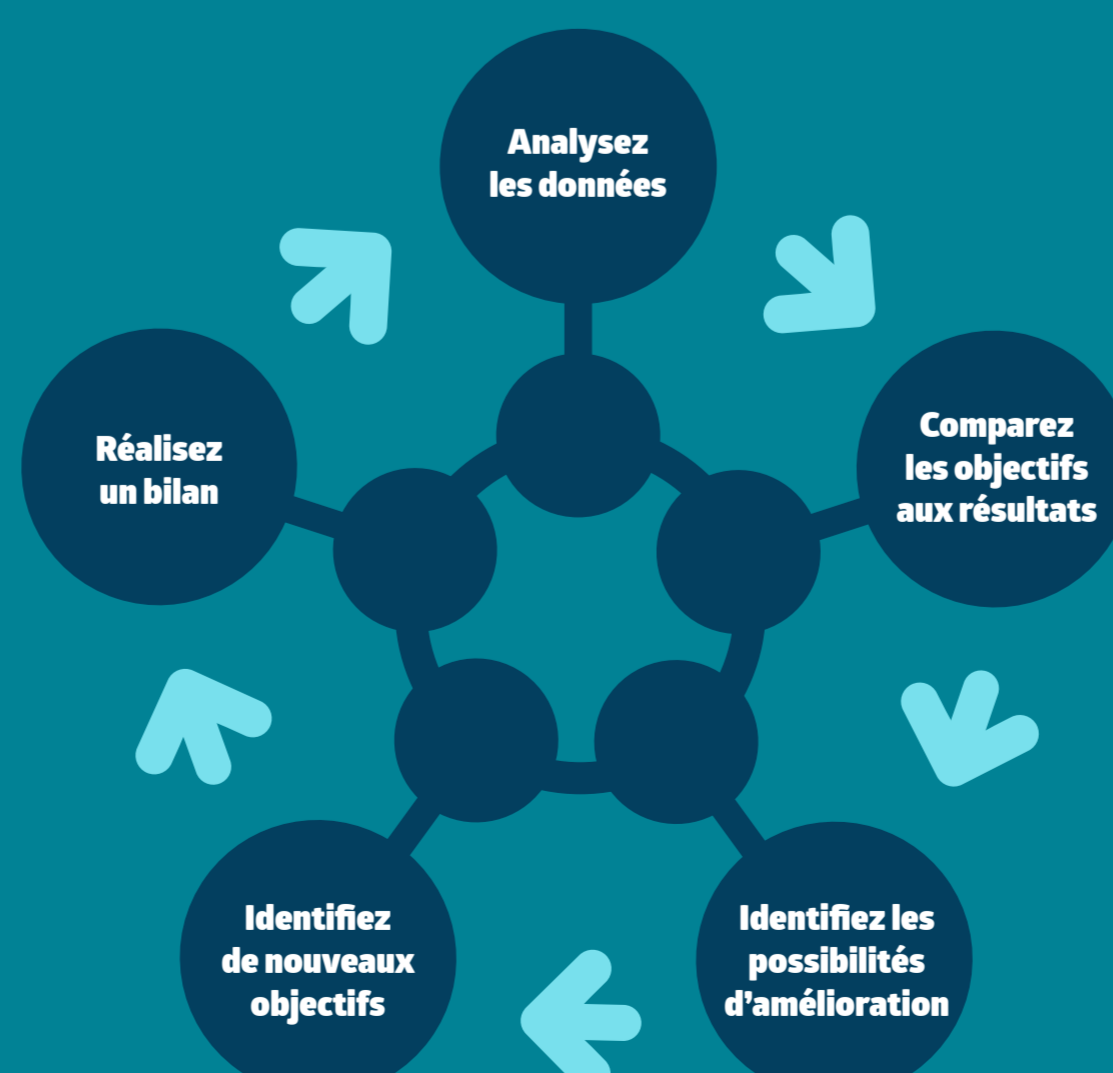 Analysez
les données
Comparez
les objectifs
aux résultats
Identifiez les
possibilités
d’amélioration
Identifiez
de nouveaux
objectifs
Réalisez
un bilan